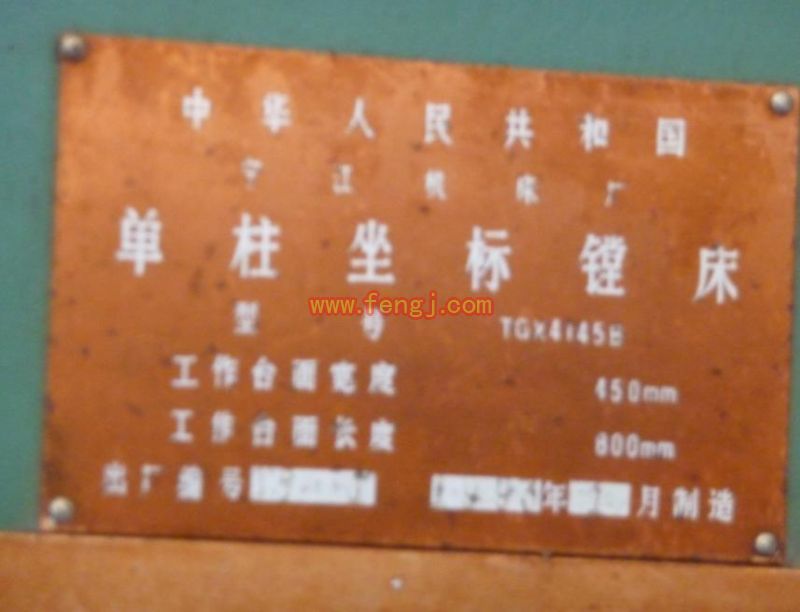 中华人民共和国
宁江机床厂
单柱坐标镗床
www.fengj.com
型号 TGX4145B
工作台面宽度 450mm
工作台面长度 800mm
出厂编号 年 月制造